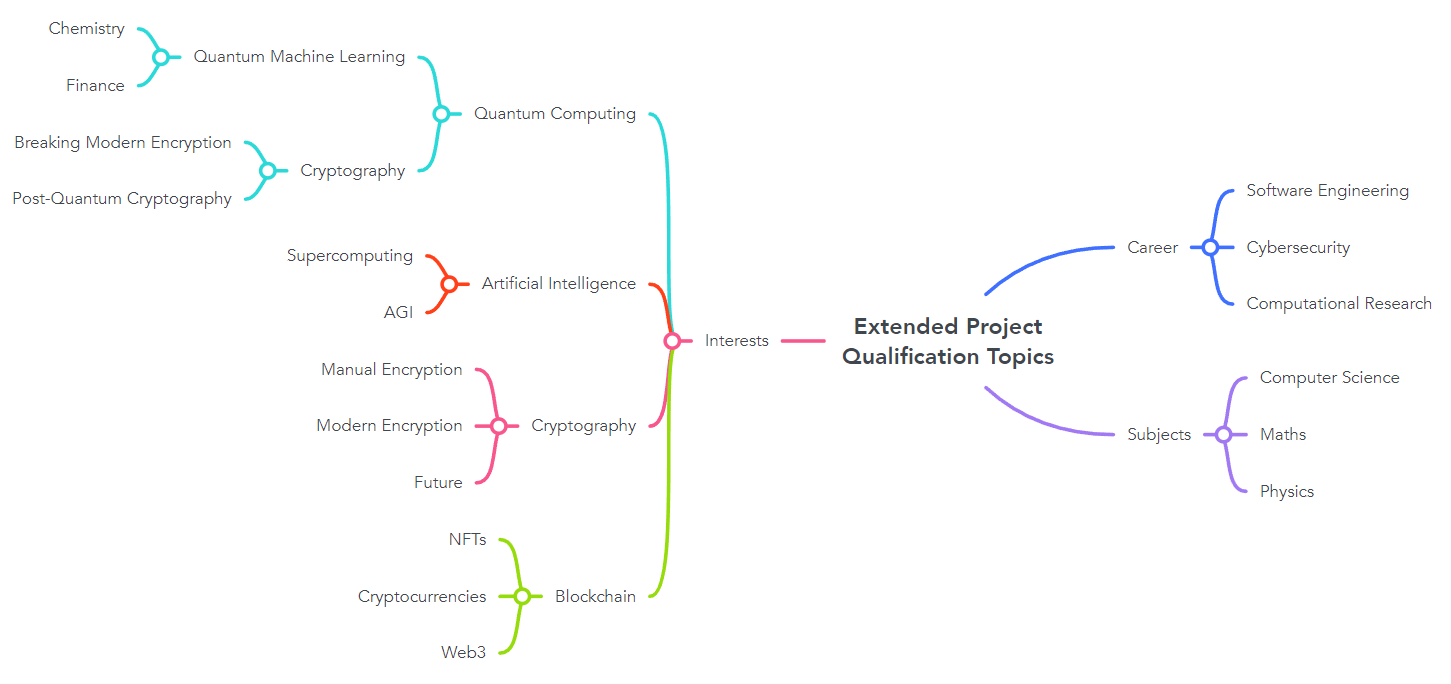 Extended Project
Qualification Topics
Career
Software Engineering
Cybersecurity
Computational Research
Subjects
Computer Science
Maths
Physics
Interests
Quantum Computing
Quantum Machine Learning
Chemistry
Finance
Cryptography
Breaking Modern Encryption
Post-Quantum Cryptography
Artificial Intelligence
Supercomputing
AGI
Cryptography
Manual Encryption
Modern Encryption
Future
Blockchain
NFTs
Cryptocurrencies
Web3